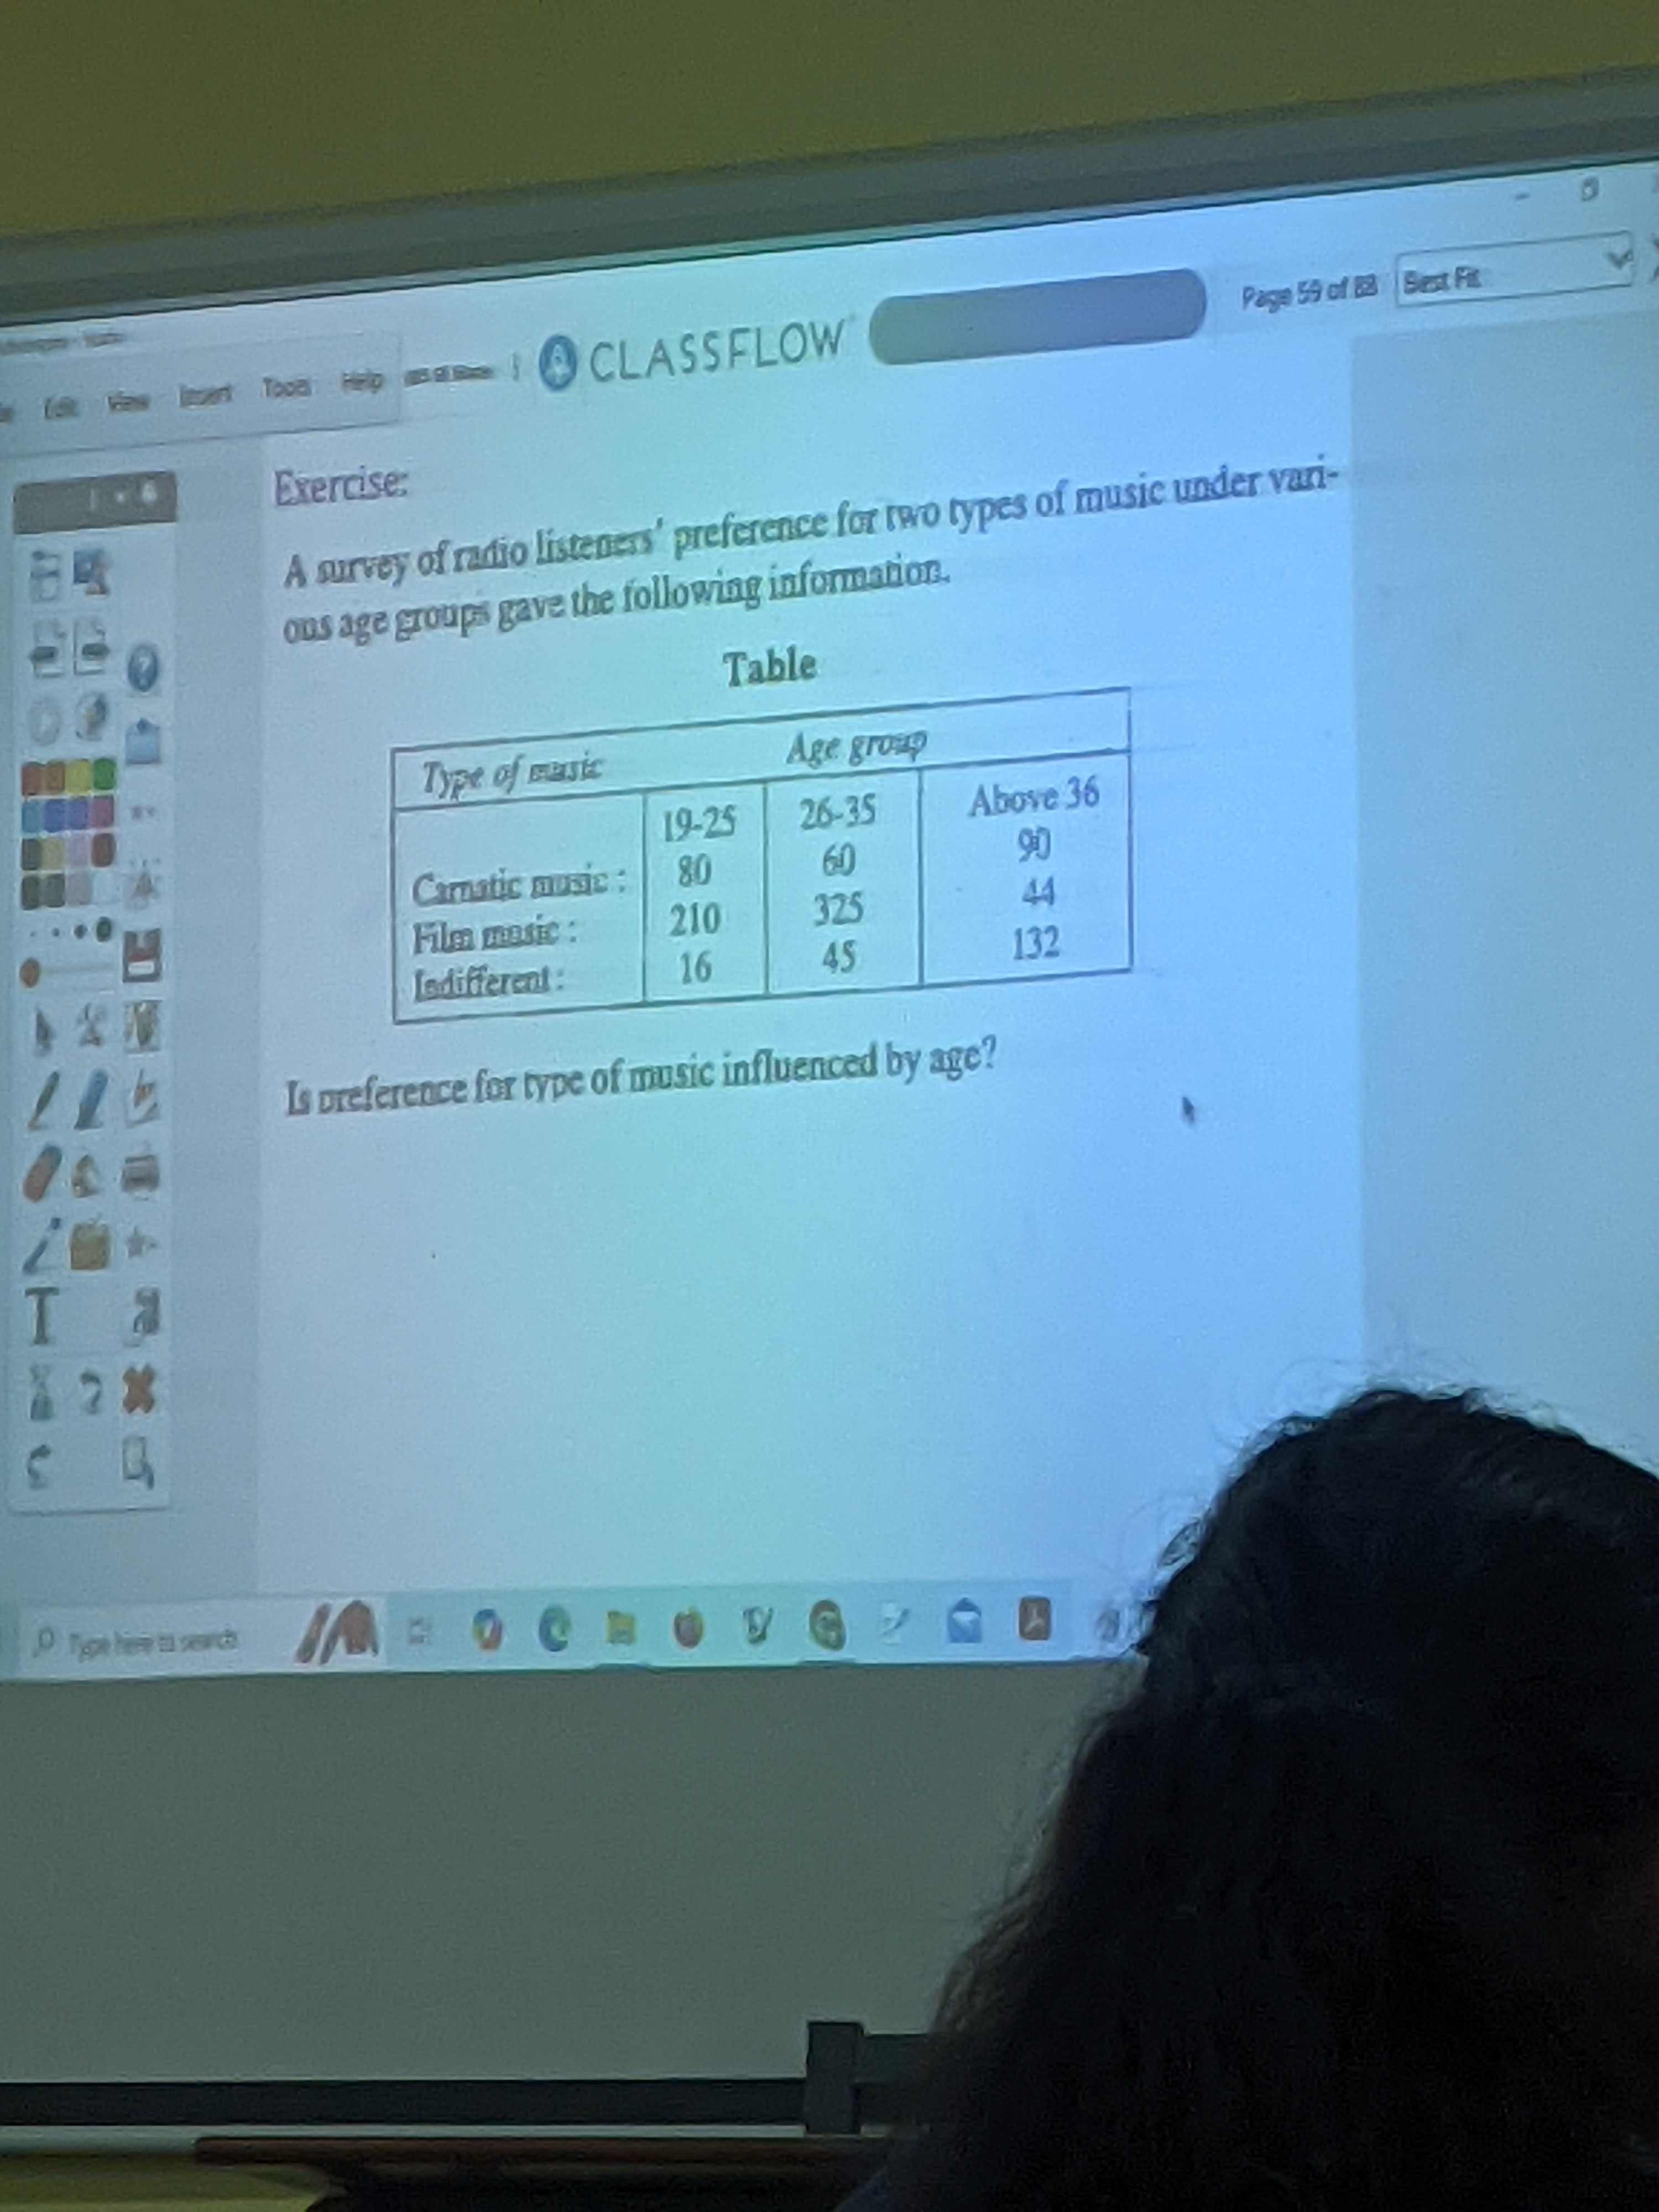 Page 59 of 88 Best Fit
CLASSFLOW
Edit View Insert Tools Help
Exercise:
A survey of radio listeners' preference for two types of music under vari-
ous age groups gave the following information.
Table
Type of music Age group
19-25 26-35 Above 36
Carnatic music : 80 60 90
Film music : 210 325 44
Indifferent : 16 45 132
Is preference for type of music influenced by age?
T
Type here to search